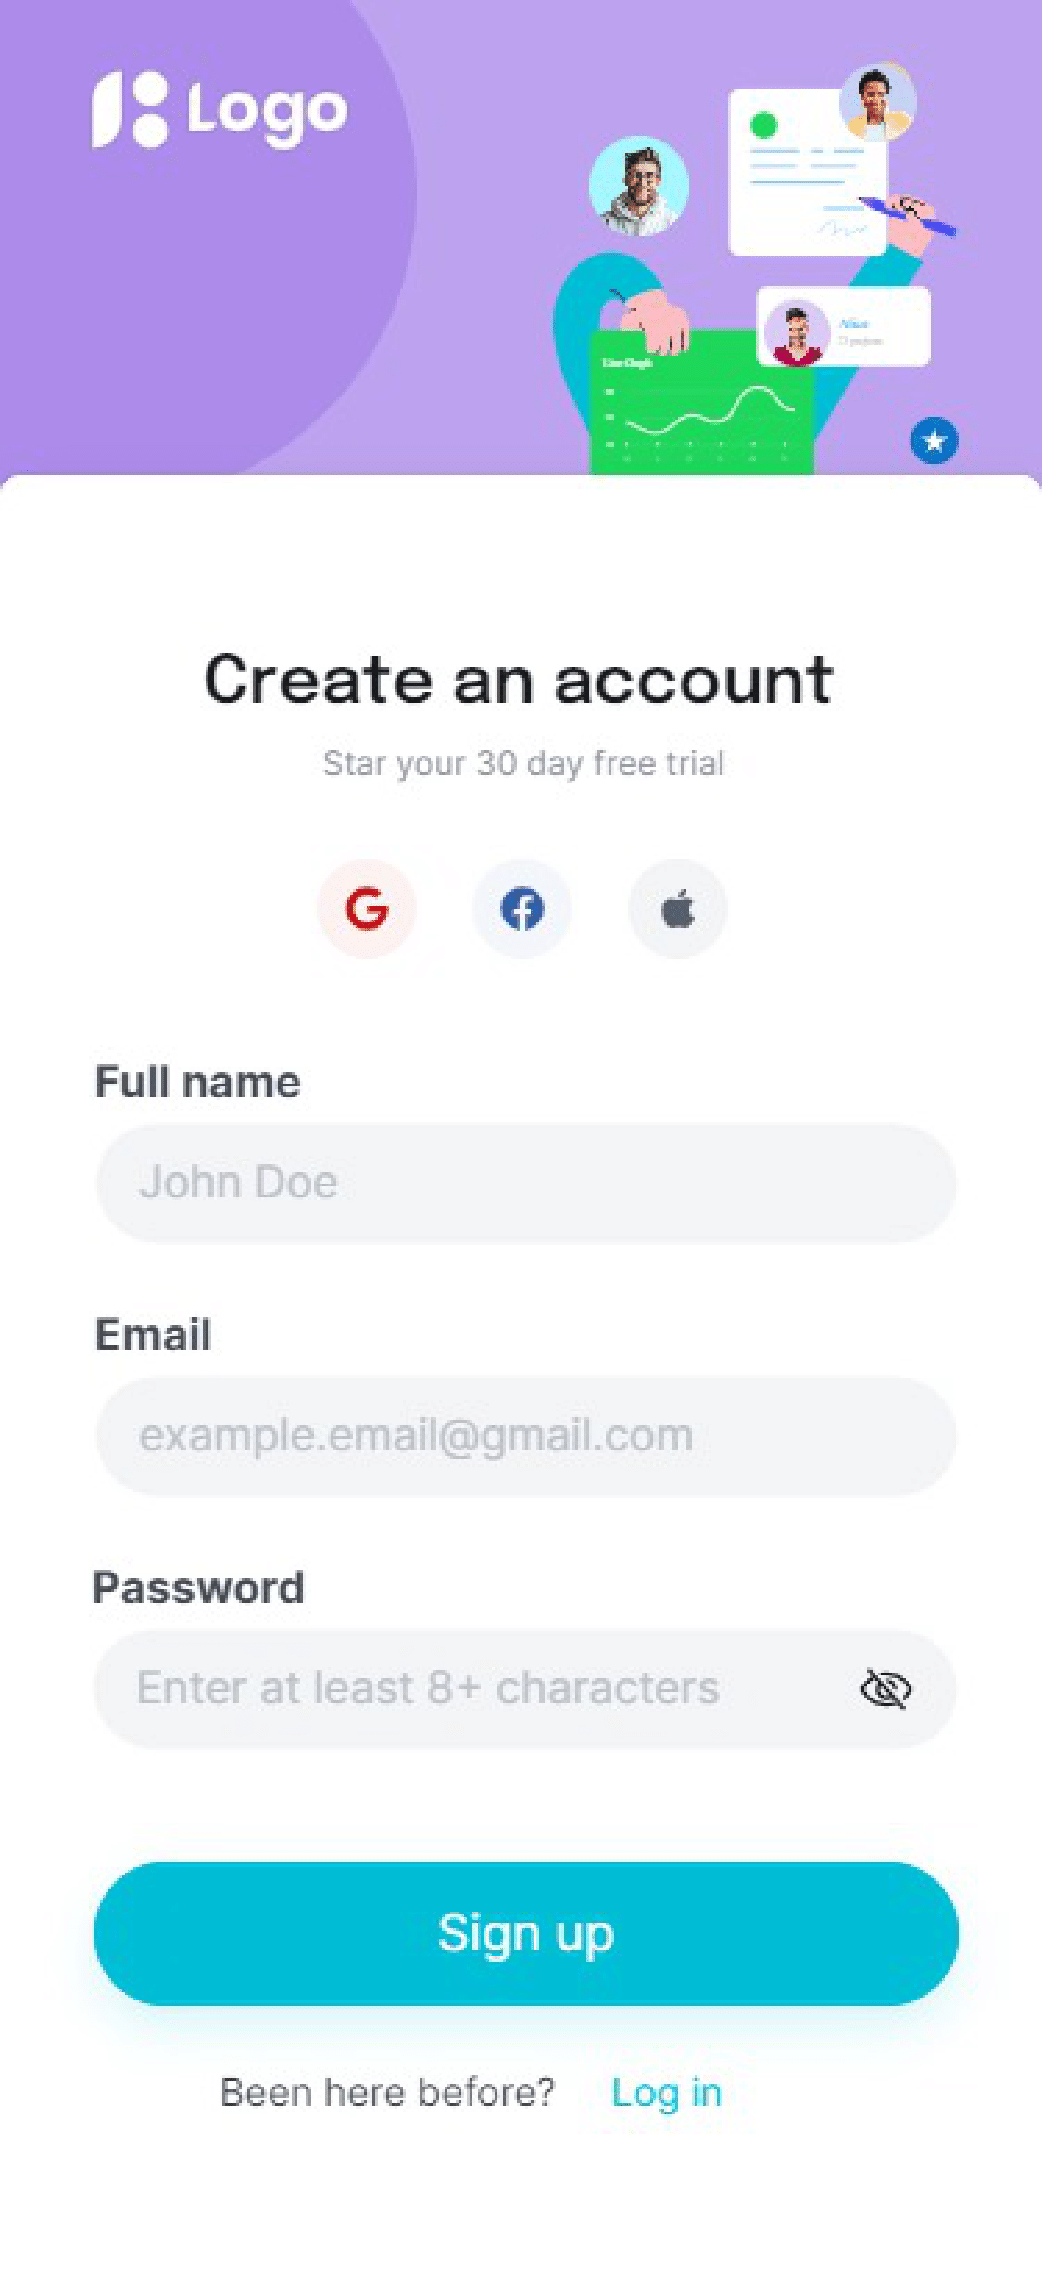 Logo
Create an account
Star your 30 day free trial
Full name
John Doe
Email
example.email@gmail.com
Password
Enter at least 8+ characters
Sign up
Been here before? Log in